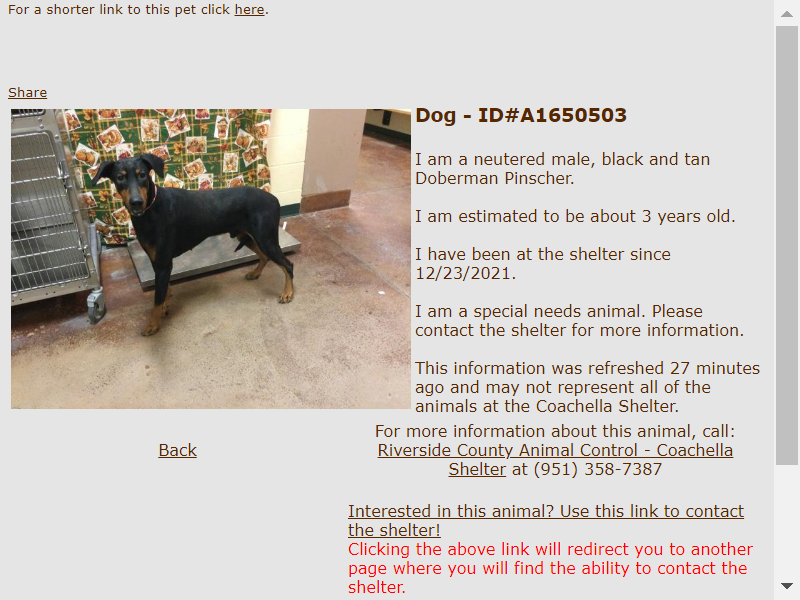 For a shorter link to this pet click here.
Share
Dog - ID#A1650503
I am a neutered male, black and tan
Doberman Pinscher.
I am estimated to be about 3 years old.
I have been at the shelter since
12/23/2021.
I am a special needs animal. Please
contact the shelter for more information.
This information was refreshed 27 minutes
ago and may not represent all of the
animals at the Coachella Shelter.
Back
For more information about this animal, call:
Riverside County Animal Control - Coachella
Shelter at (951) 358-7387
Interested in this animal? Use this link to contact
the shelter!
Clicking the above link will redirect you to another
page where you will find the ability to contact the
shelter.